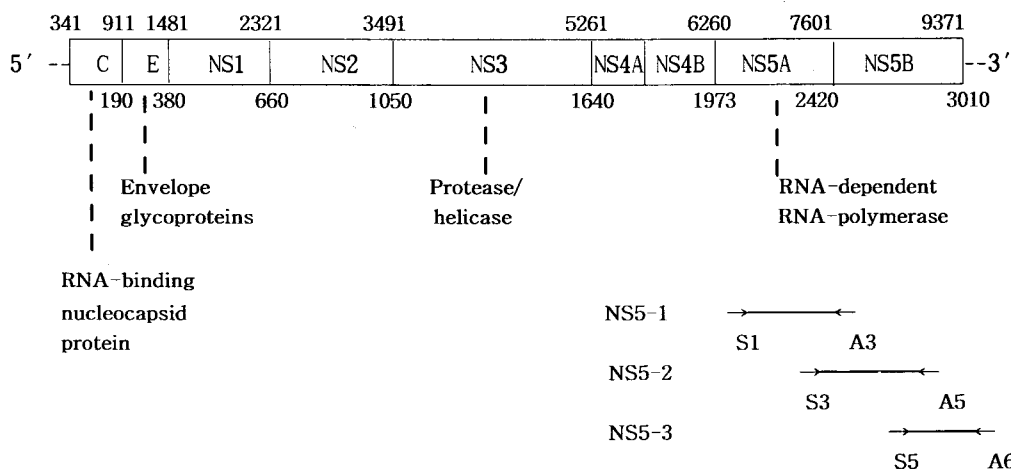 341 911 1481 2321 3491 5261 6260 7601 9371
5′ -- C E NS1 NS2 NS3 NS4A NS4B NS5A NS5B --3′
190 380 660 1050 1640 1973 2420 3010
Envelope
glycoproteins
Protease/
helicase
RNA-dependent
RNA-polymerase
RNA-binding
nucleocapsid
protein
NS5-1
S1 A3
NS5-2
S3 A5
NS5-3
S5 A6